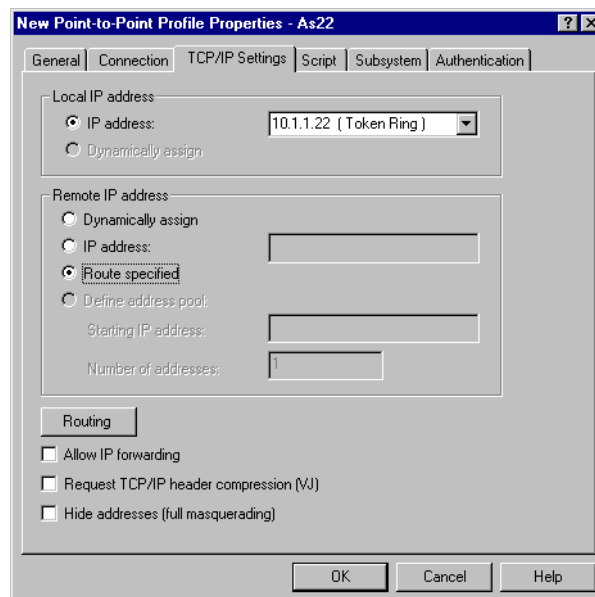 New Point-to-Point Profile Properties - As22
General Connection TCP/IP Settings Script Subsystem Authentication
Local IP address
IP address: 10.1.1.22 ( Token Ring )
Dynamically assign
Remote IP address
Dynamically assign
IP address:
Route specified
Define address pool:
Starting IP address:
Number of addresses: 1
Routing
Allow IP forwarding
Request TCP/IP header compression (VJ)
Hide addresses (full masquerading)
OK Cancel Help